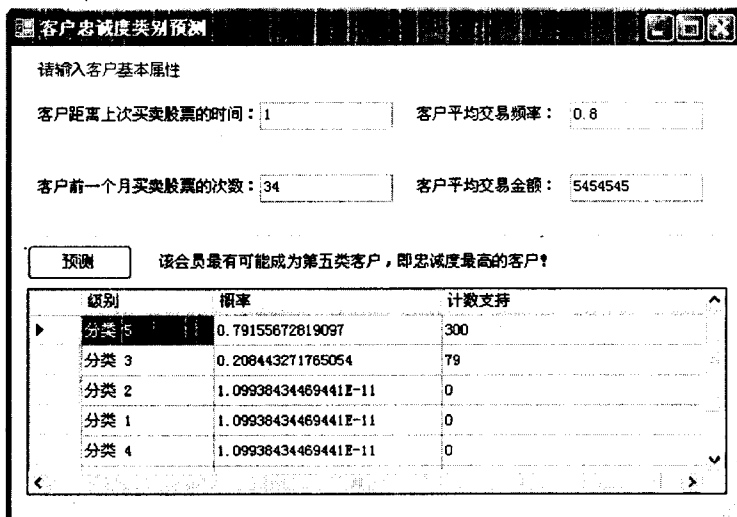 客户忠诚度类别预测
请输入客户基本属性
客户距离上次买卖股票的时间：1 客户平均交易频率： 0.8
客户前一个月买卖股票的次数：34 客户平均交易金额： 5454545
预测 该会员最有可能成为第五类客户，即忠诚度最高的客户!
级别 概率 计数支持
分类 5 0.79155672819097 300
分类 3 0.208443271765054 79
分类 2 1.09938434469441E-11 0
分类 1 1.09938434469441E-11 0
分类 4 1.09938434469441E-11 0